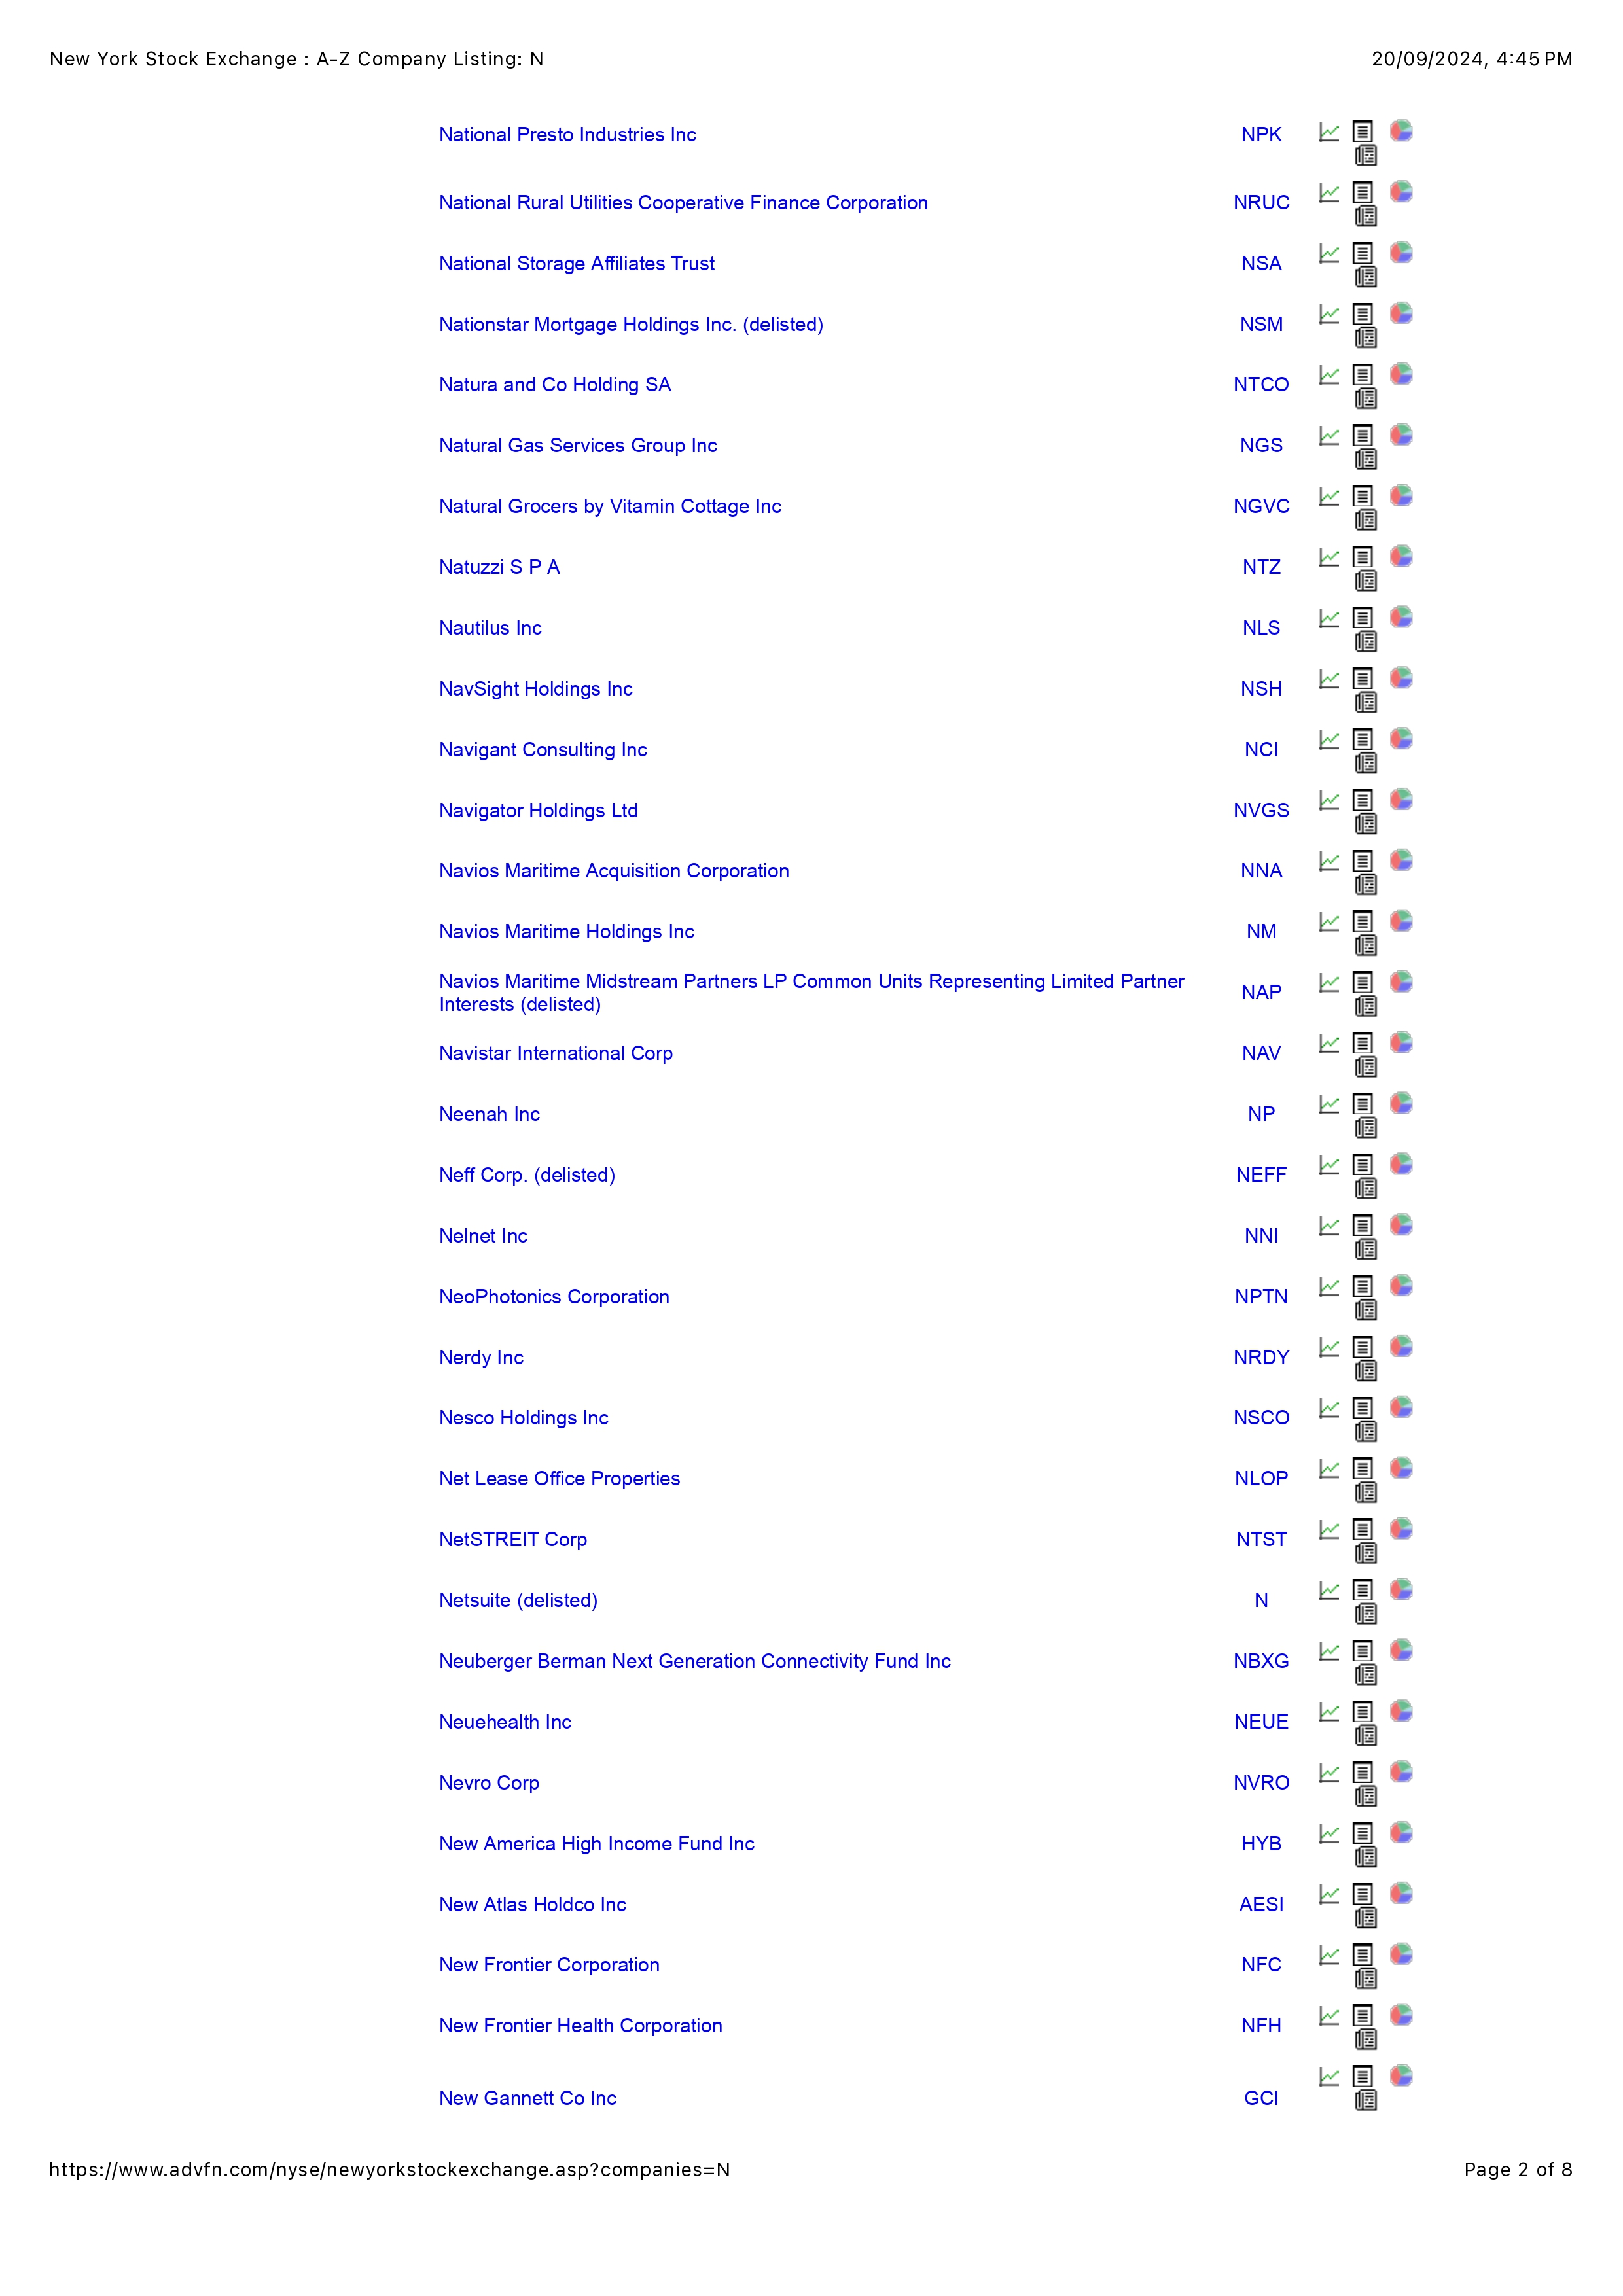 New York Stock Exchange : A-Z Company Listing: N 20/09/2024, 4:45 PM
National Presto Industries Inc NPK
National Rural Utilities Cooperative Finance Corporation NRUC
National Storage Affiliates Trust NSA
Nationstar Mortgage Holdings Inc. (delisted) NSM
Natura and Co Holding SA NTCO
Natural Gas Services Group Inc NGS
Natural Grocers by Vitamin Cottage Inc NGVC
Natuzzi S P A NTZ
Nautilus Inc NLS
NavSight Holdings Inc NSH
Navigant Consulting Inc NCI
Navigator Holdings Ltd NVGS
Navios Maritime Acquisition Corporation NNA
Navios Maritime Holdings Inc NM
Navios Maritime Midstream Partners LP Common Units Representing Limited Partner
Interests (delisted) NAP
Navistar International Corp NAV
Neenah Inc NP
Neff Corp. (delisted) NEFF
Nelnet Inc NNI
NeoPhotonics Corporation NPTN
Nerdy Inc NRDY
Nesco Holdings Inc NSCO
Net Lease Office Properties NLOP
NetSTREIT Corp NTST
Netsuite (delisted) N
Neuberger Berman Next Generation Connectivity Fund Inc NBXG
Neuehealth Inc NEUE
Nevro Corp NVRO
New America High Income Fund Inc HYB
New Atlas Holdco Inc AESI
New Frontier Corporation NFC
New Frontier Health Corporation NFH
New Gannett Co Inc GCI
https://www.advfn.com/nyse/newyorkstockexchange.asp?companies=N Page 2 of 8